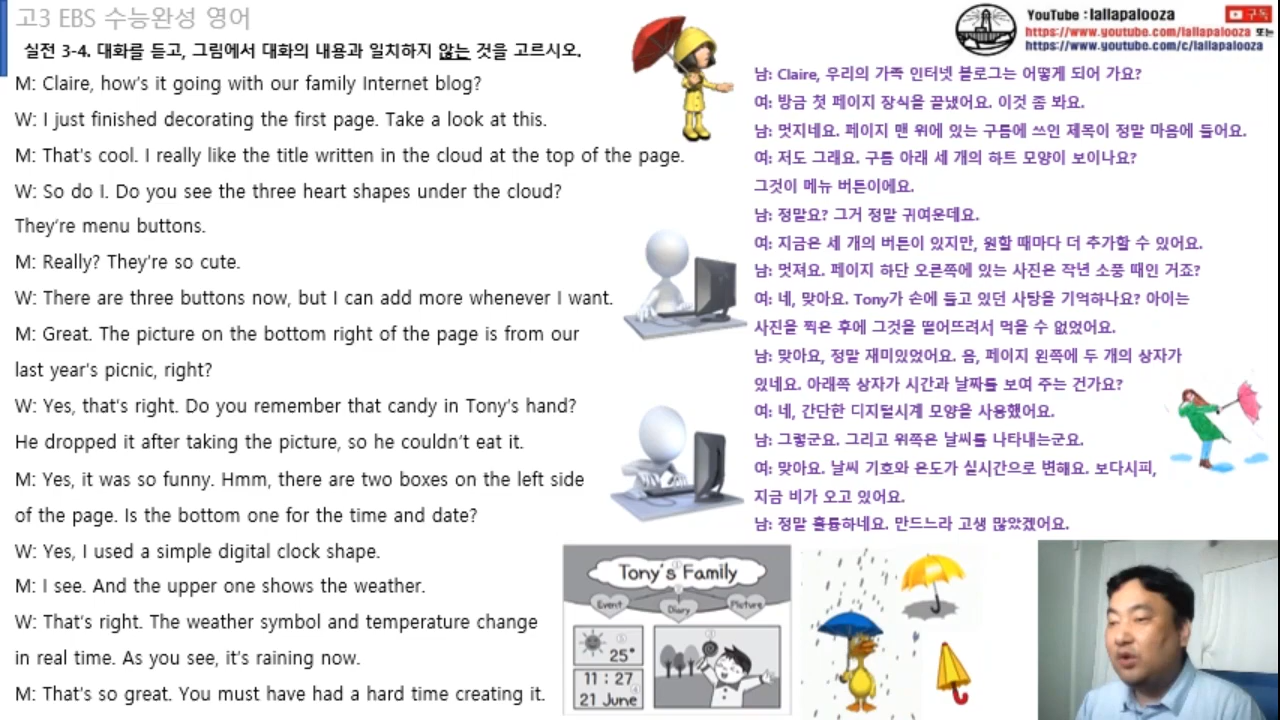 고3 EBS 수능완성 영어
실전 3-4. 대화를 듣고, 그림에서 대화의 내용과 일치하지 않는 것을 고르시오.
M: Claire, how's it going with our family Internet blog?
W: I just finished decorating the first page. Take a look at this.
M: That's cool. I really like the title written in the cloud at the top of the page.
W: So do I. Do you see the three heart shapes under the cloud?
They're menu buttons.
M: Really? They're so cute.
W: There are three buttons now, but I can add more whenever I want.
M: Great. The picture on the bottom right of the page is from our
last year's picnic, right?
W: Yes, that's right. Do you remember that candy in Tony's hand?
He dropped it after taking the picture, so he couldn't eat it.
M: Yes, it was so funny. Hmm, there are two boxes on the left side
of the page. Is the bottom one for the time and date?
W: Yes, I used a simple digital clock shape.
M: I see. And the upper one shows the weather.
W: That's right. The weather symbol and temperature change
in real time. As you see, it's raining now.
M: That's so great. You must have had a hard time creating it.
YouTube : lallapalooza
구독
https://www.youtube.com/lallapalooza 또는
https://www.youtube.com/c/lallapalooza
남: Claire, 우리의 가족 인터넷 블로그는 어떻게 되어 가요?
여: 방금 첫 페이지 장식을 끝냈어요. 이것 좀 봐요.
남: 멋지네요. 페이지 맨 위에 있는 구름에 쓰인 제목이 정말 마음에 들어요.
여: 저도 그래요. 구름 아래 세 개의 하트 모양이 보이나요?
그것이 메뉴 버튼이에요.
남: 정말요? 그거 정말 귀여운데요.
여: 지금은 세 개의 버튼이 있지만, 원할 때마다 더 추가할 수 있어요.
남: 멋져요. 페이지 하단 오른쪽에 있는 사진은 작년 소풍 때인 거죠?
여: 네, 맞아요. Tony가 손에 들고 있던 사탕을 기억하나요? 아이는
사진을 찍은 후에 그것을 떨어뜨려서 먹을 수 없었어요.
남: 맞아요, 정말 재미있었어요. 음, 페이지 왼쪽에 두 개의 상자가
있네요. 아래쪽 상자가 시간과 날짜를 보여 주는 건가요?
여: 네, 간단한 디지털시계 모양을 사용했어요.
남: 그렇군요. 그리고 위쪽은 날씨를 나타내는군요.
여: 맞아요. 날씨 기호와 온도가 실시간으로 변해요. 보다시피,
지금 비가 오고 있어요.
남: 정말 훌륭하네요. 만드느라 고생 많았겠어요.
① Tony's Family
②
Event Diary Picture
⑤ 25°
③
11 : 27
④
21 June